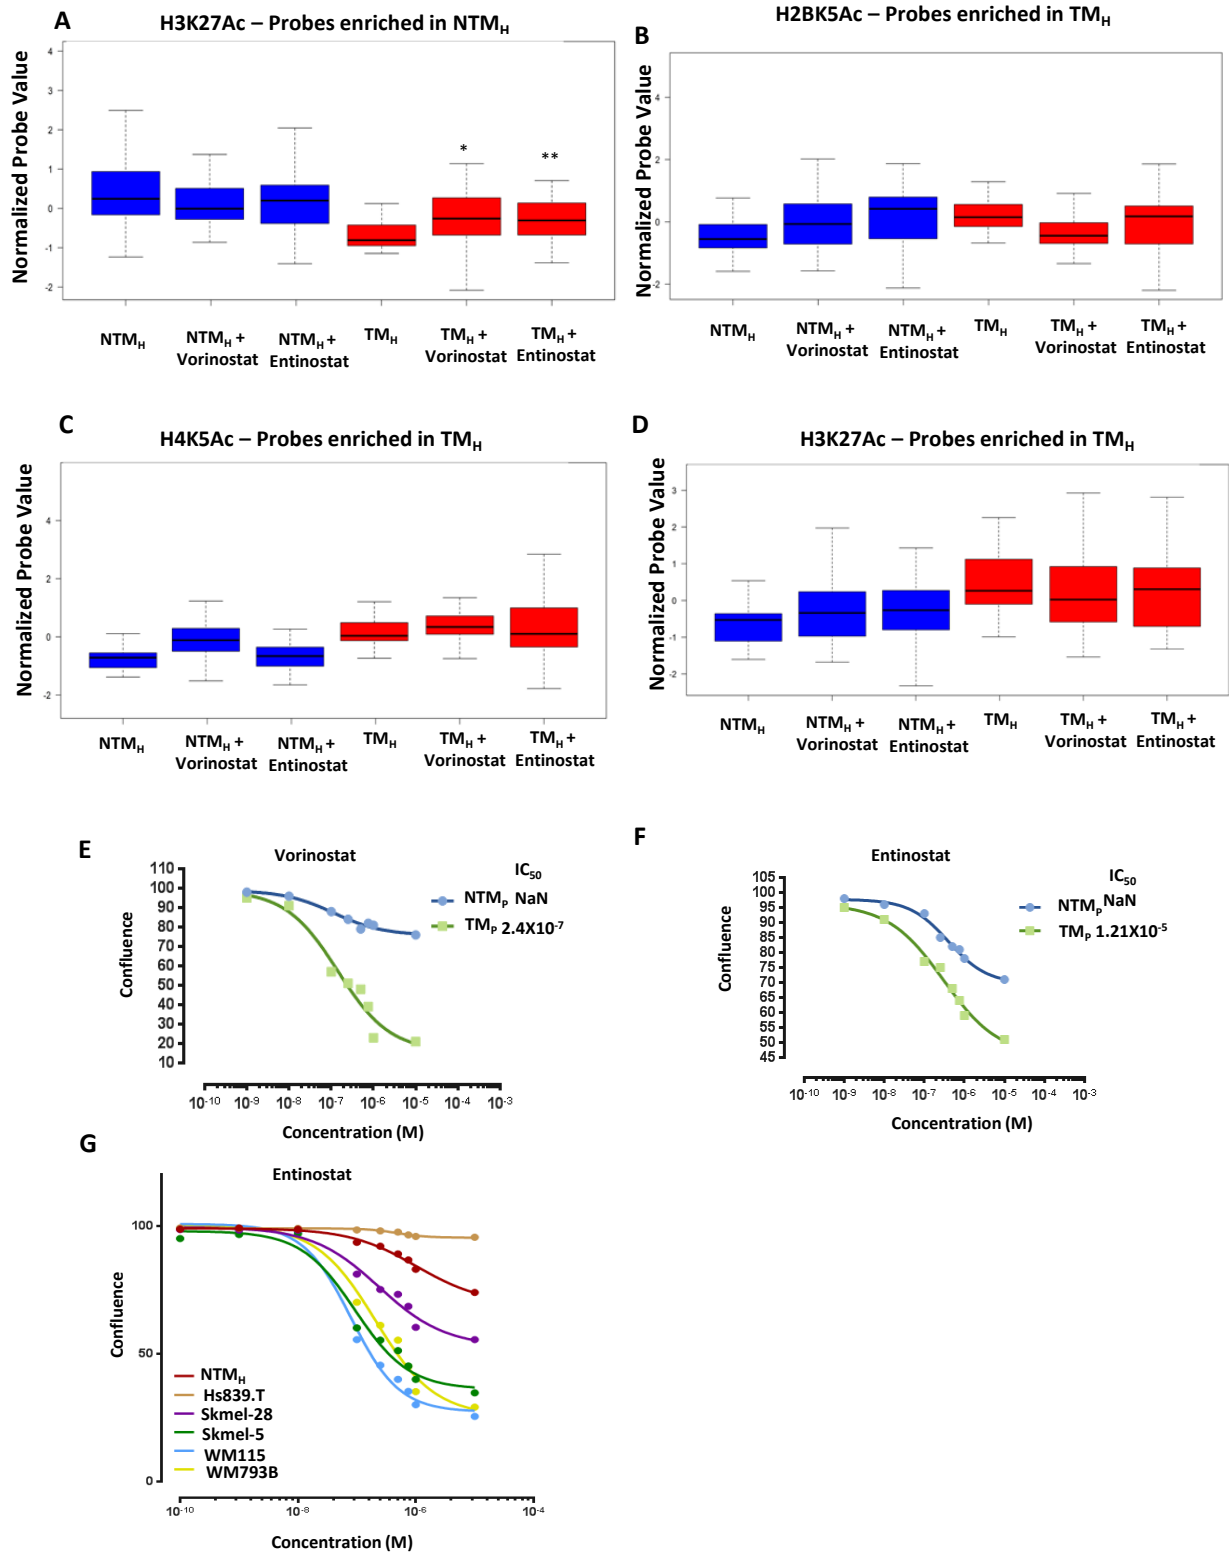 A
H3K27Ac – Probes enriched in NTMH
Normalized Probe Value
4
3
2
1
0
-1
-2
*
**
NTMH
NTMH +
Vorinostat
NTMH +
Entinostat
TMH
TMH +
Vorinostat
TMH +
Entinostat
B
H2BK5Ac – Probes enriched in TMH
Normalized Probe Value
4
2
0
-2
NTMH
NTMH +
Vorinostat
NTMH +
Entinostat
TMH
TMH +
Vorinostat
TMH +
Entinostat
C
H4K5Ac – Probes enriched in TMH
Normalized Probe Value
4
2
0
-2
NTMH
NTMH +
Vorinostat
NTMH +
Entinostat
TMH
TMH +
Vorinostat
TMH +
Entinostat
D
H3K27Ac – Probes enriched in TMH
Normalized Probe Value
3
2
1
0
-1
-2
NTMH
NTMH +
Vorinostat
NTMH +
Entinostat
TMH
TMH +
Vorinostat
TMH +
Entinostat
E
Vorinostat
IC50
NTMP NaN
TMP 2.4X10-7
Confluence
110
100
90
80
70
60
50
40
30
20
10
10-10 10-9 10-8 10-7 10-6 10-5 10-4 10-3
Concentration (M)
F
Entinostat
IC50
NTMP NaN
TMP 1.21X10-5
Confluence
105
100
95
90
85
80
75
70
65
60
55
50
45
10-10 10-9 10-8 10-7 10-6 10-5 10-4 10-3
Concentration (M)
G
Entinostat
Confluence
100
50
0
NTMH
Hs839.T
Skmel-28
Skmel-5
WM115
WM793B
10-10 10-8 10-6 10-4
Concentration (M)